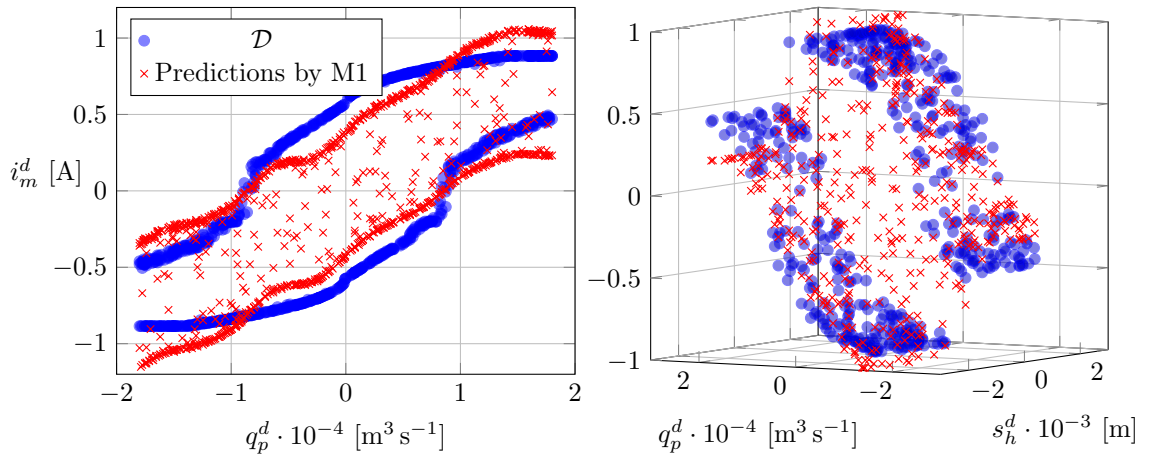 𝒟
Predictions by M1
1
0.5
0
−0.5
−1
i_m^d [A]
−2 −1 0 1 2
q_p^d · 10^{-4} [m^3 s^{-1}]
1
0.5
0
−0.5
−1
2 0 −2
−2 0 2
q_p^d · 10^{-4} [m^3 s^{-1}]
s_h^d · 10^{-3} [m]